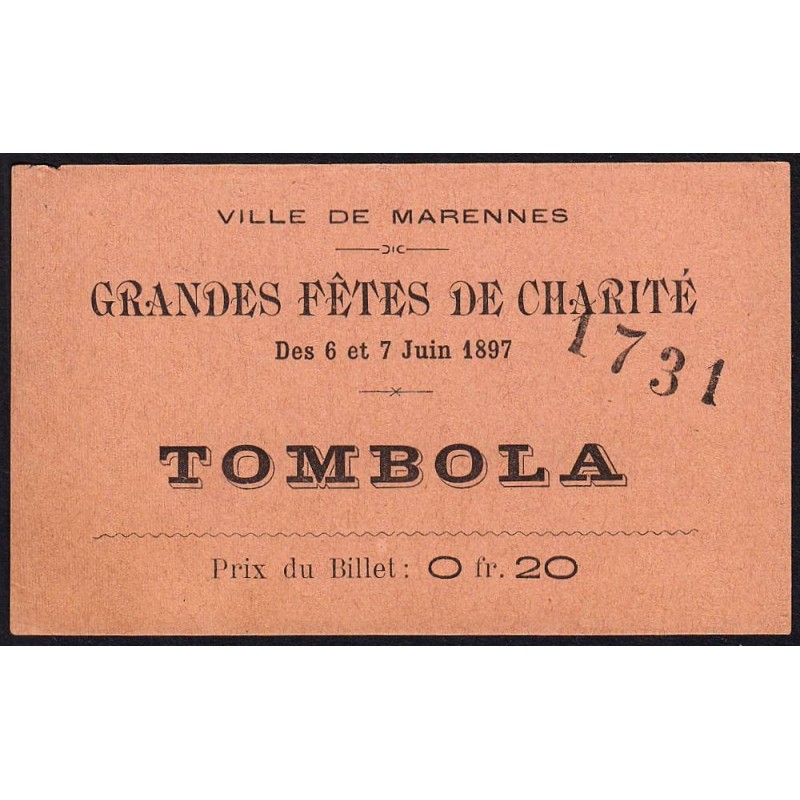 VILLE DE MARENNES
GRANDES FÊTES DE CHARITÉ
Des 6 et 7 Juin 1897
1731
TOMBOLA
Prix du Billet : 0 fr. 20